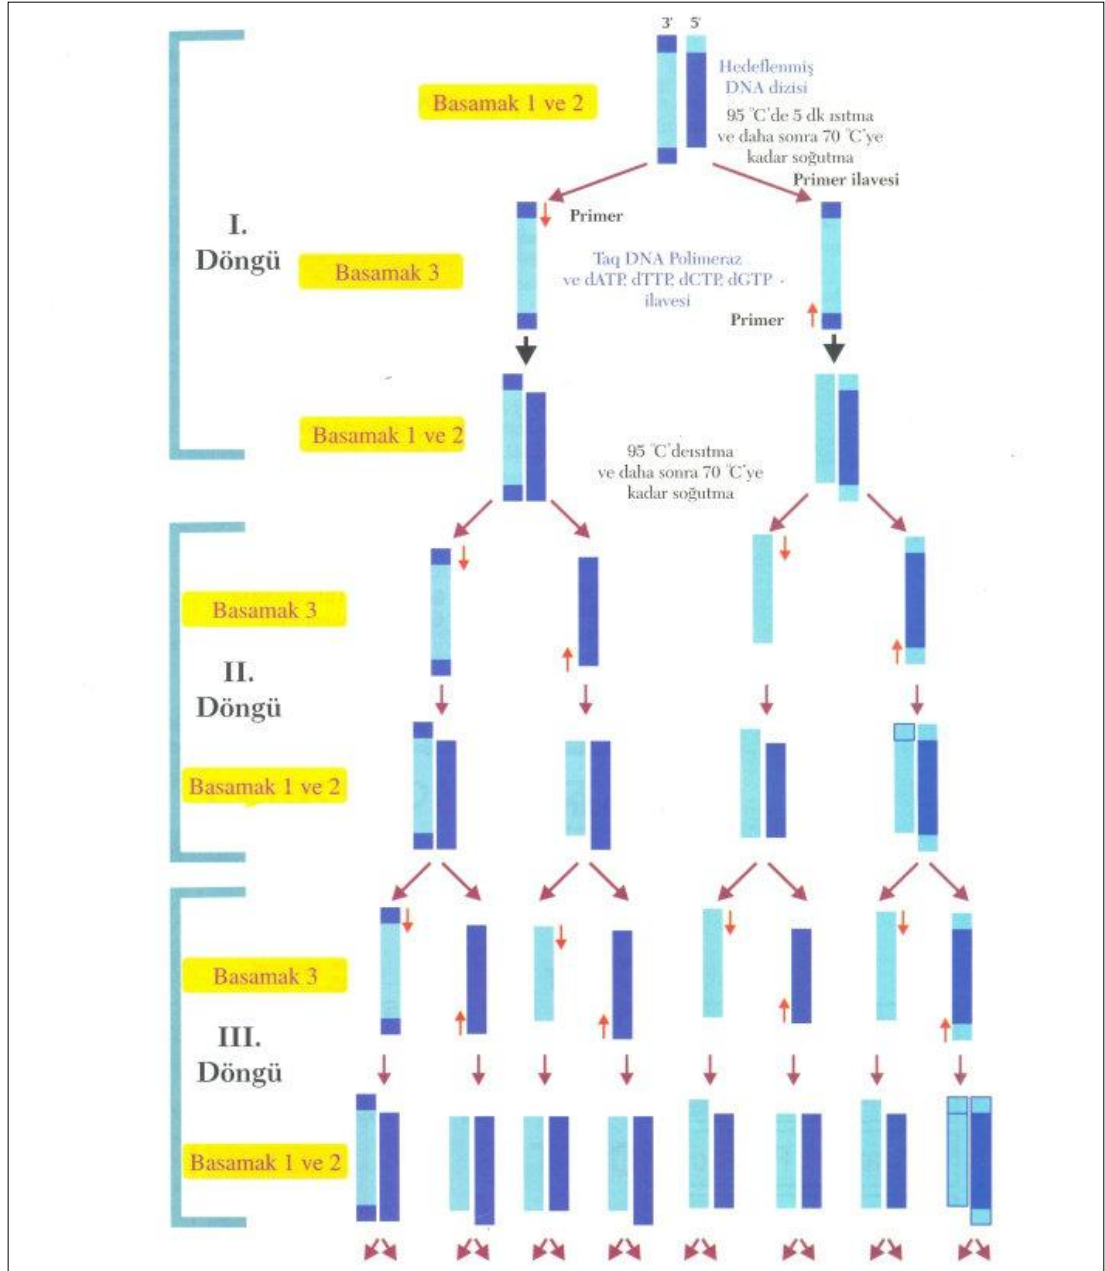 3' 5'
Hedeflenmiş
DNA dizisi
Basamak 1 ve 2
95 °C'de 5 dk ısıtma
ve daha sonra 70 °C'ye
kadar soğutma
Primer ilavesi
Primer
I.
Döngü
Basamak 3
Taq DNA Polimeraz
ve dATP, dTTP, dCTP, dGTP -
ilavesi
Primer
Basamak 1 ve 2
95 °C'deısıtma
ve daha sonra 70 °C'ye
kadar soğutma
Basamak 3
II.
Döngü
Basamak 1 ve 2
Basamak 3
III.
Döngü
Basamak 1 ve 2